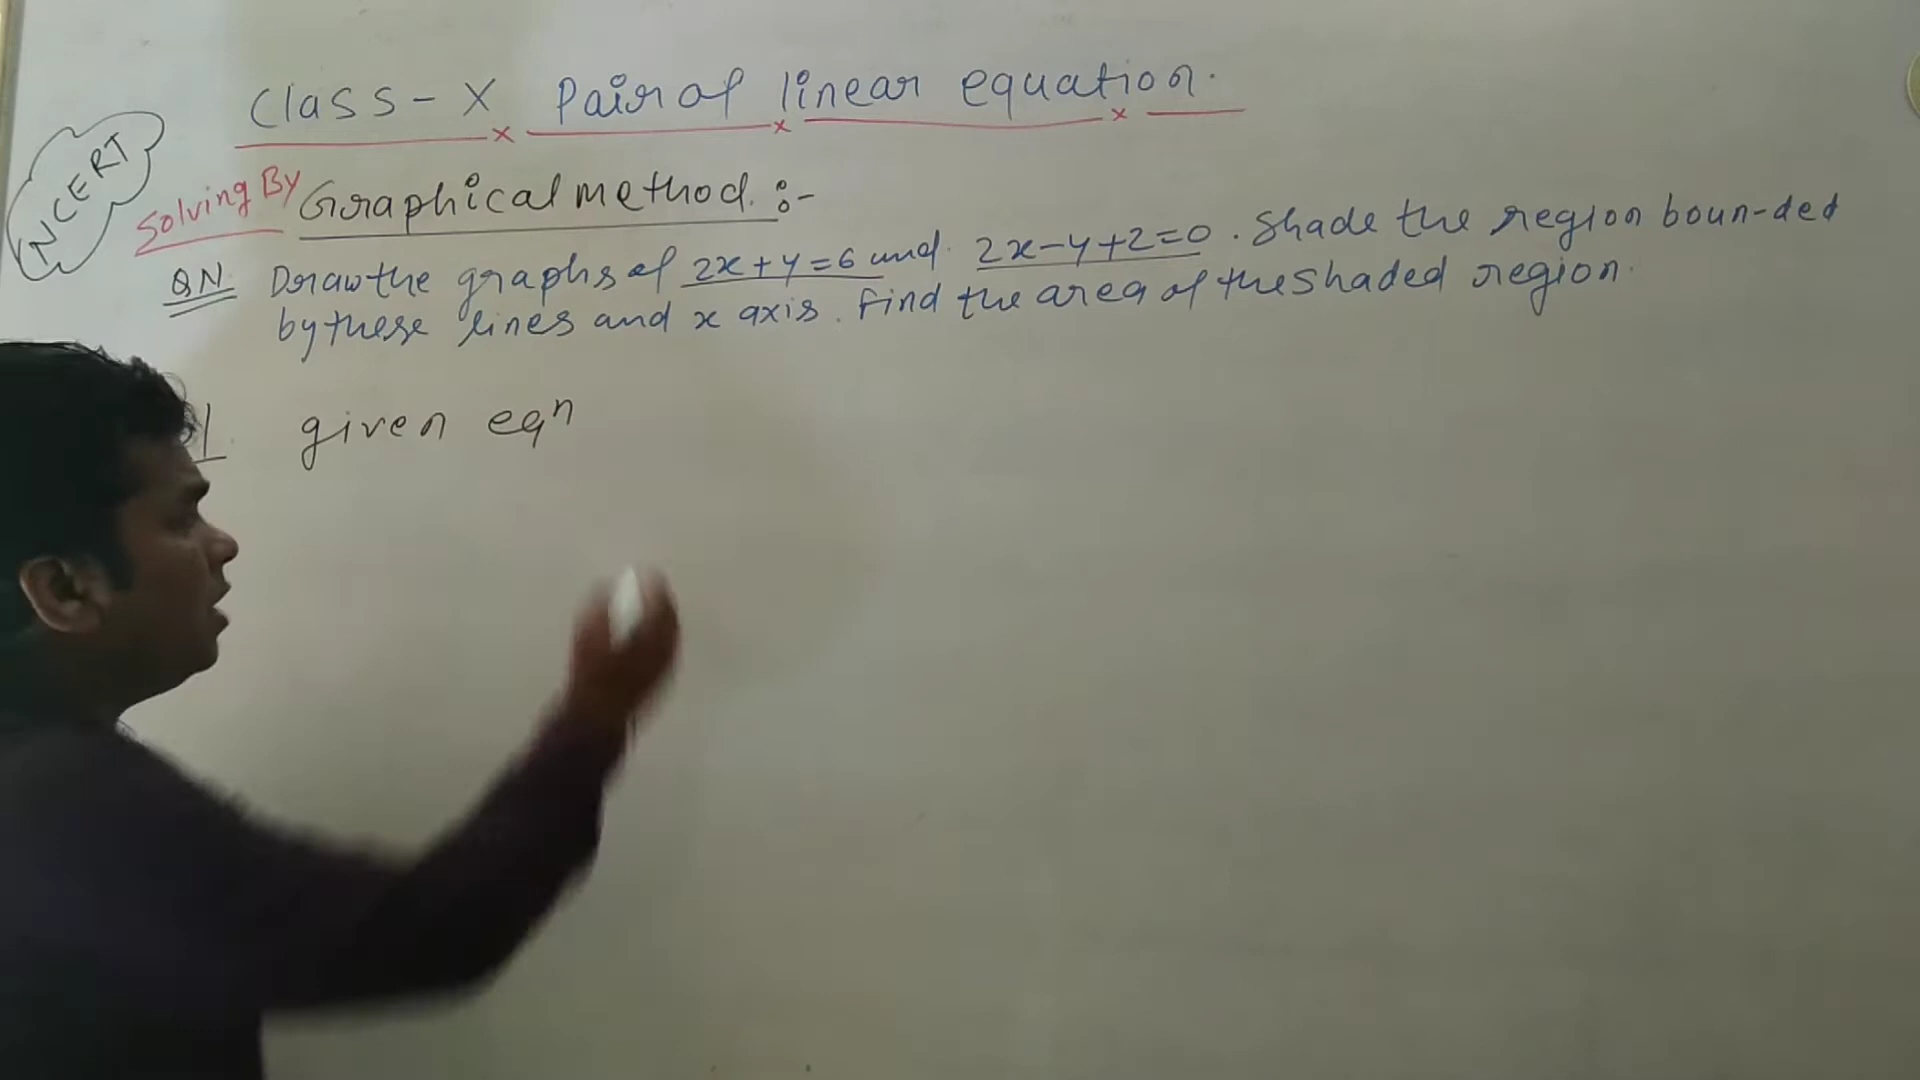 Class - X Pair of linear equation.
NCERT
Solving By Graphical method :-
QN. Draw the graphs of 2x+y=6 and 2x-y+2=0. Shade the region boun-ded
by these lines and x axis. Find the area of the shaded region.
given eqⁿ